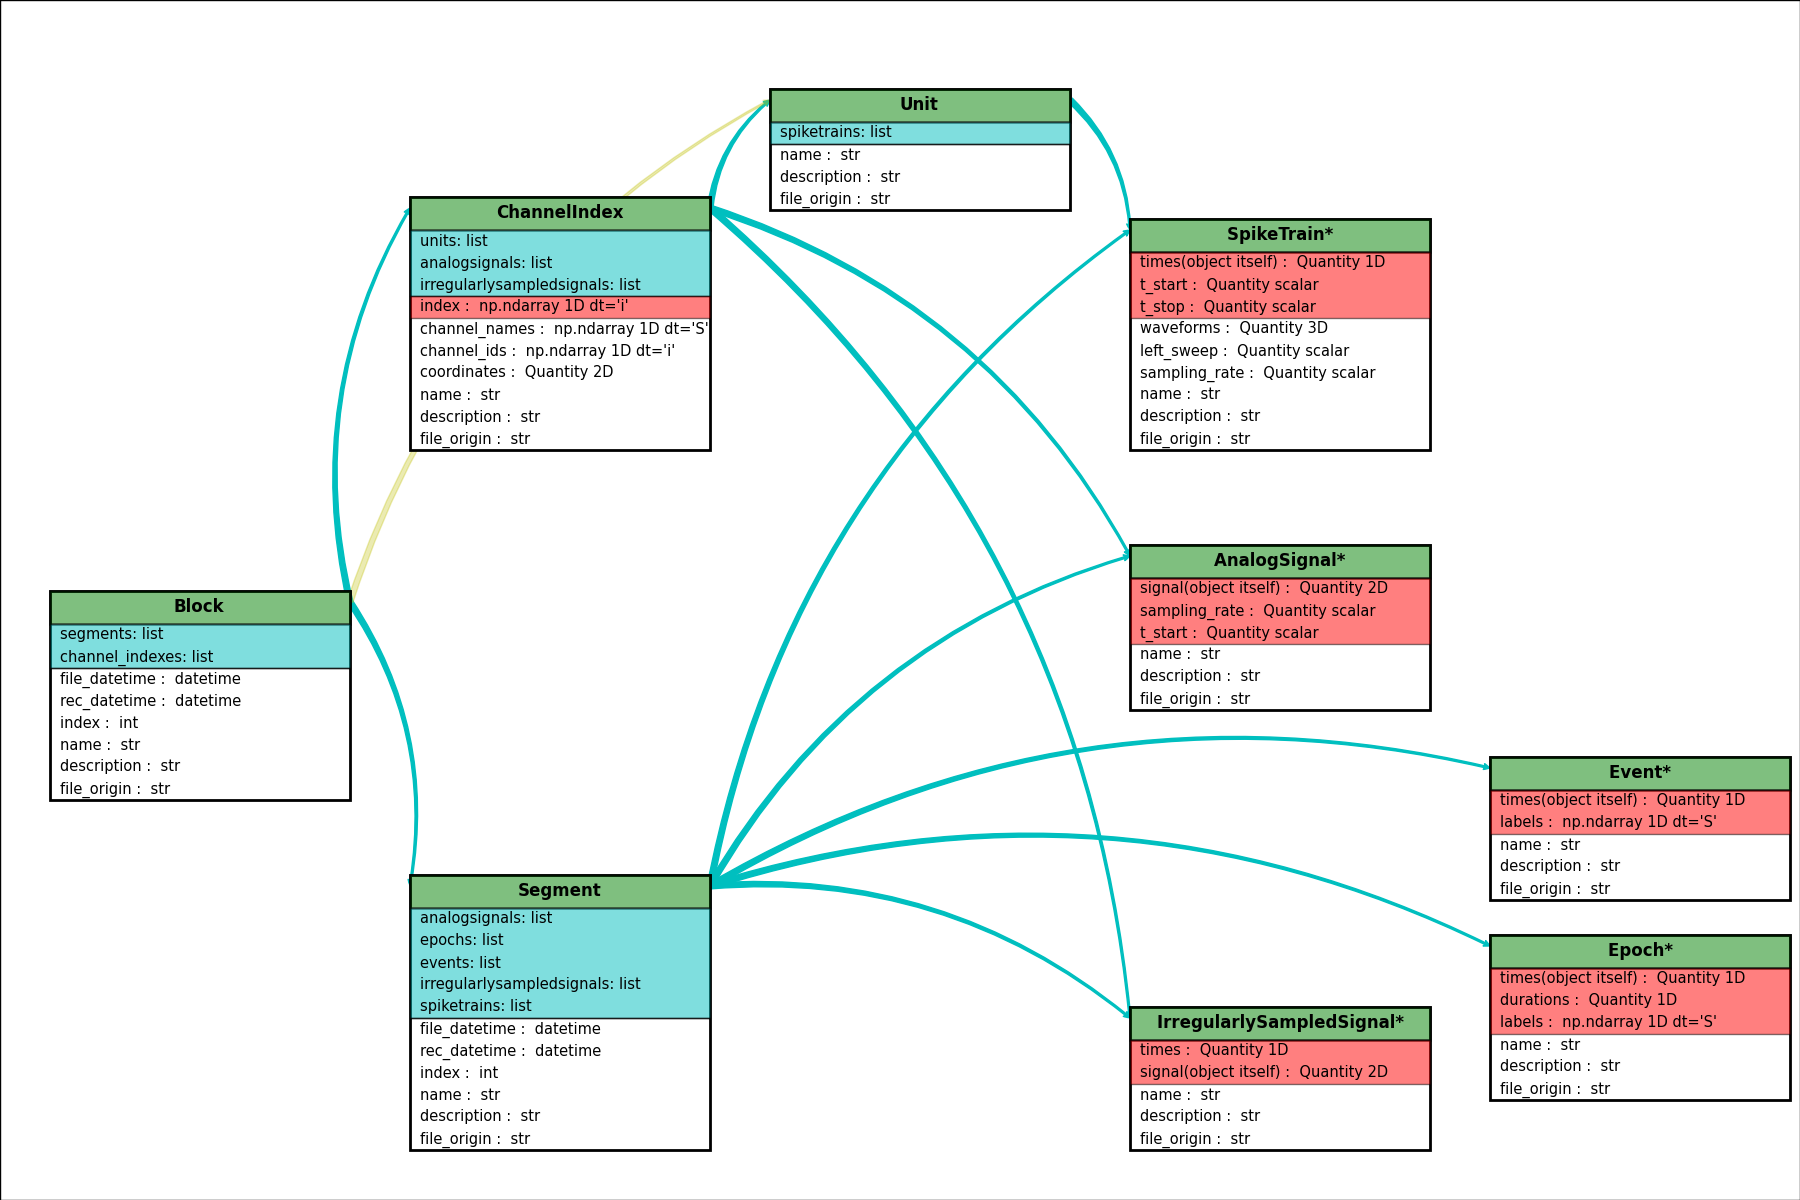 Unit
spiketrains: list
name :  str
description :  str
file_origin :  str
ChannelIndex
units: list
analogsignals: list
irregularlysampledsignals: list
index :  np.ndarray 1D dt='i'
channel_names :  np.ndarray 1D dt='S'
channel_ids :  np.ndarray 1D dt='i'
coordinates :  Quantity 2D
name :  str
description :  str
file_origin :  str
SpikeTrain*
times(object itself) :  Quantity 1D
t_start :  Quantity scalar
t_stop :  Quantity scalar
waveforms :  Quantity 3D
left_sweep :  Quantity scalar
sampling_rate :  Quantity scalar
name :  str
description :  str
file_origin :  str
AnalogSignal*
signal(object itself) :  Quantity 2D
sampling_rate :  Quantity scalar
t_start :  Quantity scalar
name :  str
description :  str
file_origin :  str
Block
segments: list
channel_indexes: list
file_datetime :  datetime
rec_datetime :  datetime
index :  int
name :  str
description :  str
file_origin :  str
Event*
times(object itself) :  Quantity 1D
labels :  np.ndarray 1D dt='S'
name :  str
description :  str
file_origin :  str
Segment
analogsignals: list
epochs: list
events: list
irregularlysampledsignals: list
spiketrains: list
file_datetime :  datetime
rec_datetime :  datetime
index :  int
name :  str
description :  str
file_origin :  str
Epoch*
times(object itself) :  Quantity 1D
durations :  Quantity 1D
labels :  np.ndarray 1D dt='S'
name :  str
description :  str
file_origin :  str
IrregularlySampledSignal*
times :  Quantity 1D
signal(object itself) :  Quantity 2D
name :  str
description :  str
file_origin :  str